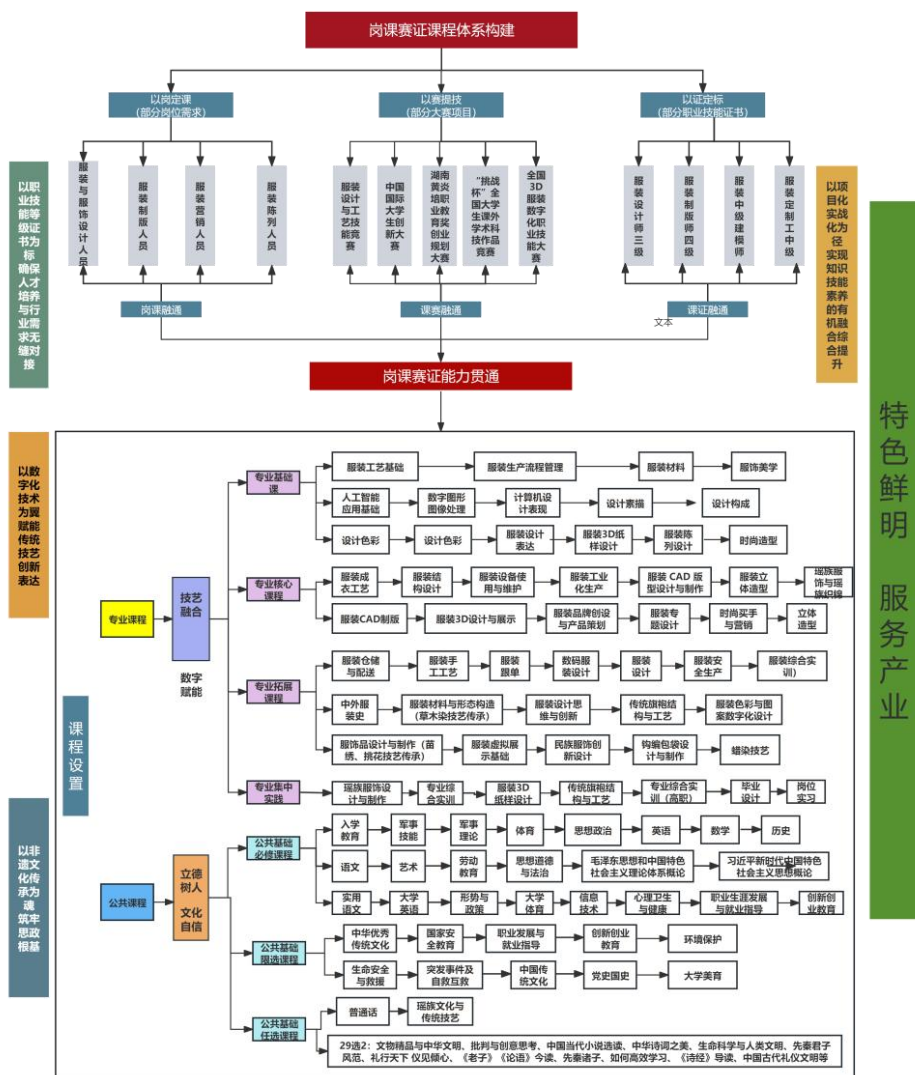 岗课赛证课程体系构建
以岗定课
（部分岗位需求）
以赛提技
（部分大赛项目）
以证定标
（部分职业技能证书）
服装与服饰设计人员
服装制版人员
服装营销人员
服装陈列人员
服装设计与工艺技能竞赛
中国国际大学生创新大赛
湖南黄炎培职业教育奖创业规划大赛
“挑战杯”全国大学生课外学术科技作品竞赛
全国3D服装数字化职业技能大赛
服装设计师三级
服装制版师四级
服装中级建模师
服装定制工中级
以职业技能等级证书为标
确保人才培养与行业需求无缝对接
以项目化实战化为径
实现知识技能素养的有机融合综合提升
岗课融通
课赛融通
课证融通
文本
岗课赛证能力贯通
特色鲜明 服务产业
以数字化技术为翼
赋能传统技艺创新表达
以非遗文化传承为魂
筑牢思政根基
课程设置
专业课程
技艺
融合
数字
赋能
专业基础
课
服装工艺基础
服装生产流程管理
服装材料
服饰美学
人工智能
应用基础
数字图形
图像处理
计算机设
计表现
设计素描
设计构成
设计色彩
设计色彩
服装设计
表达
服装3D纸
样设计
服装陈
列设计
时尚造型
专业核心
课程
服装成
衣工艺
服装结
构设计
服装设备使
用与维护
服装工业
化生产
服装 CAD 版
型设计与制作
服装立
体造型
瑶族服
饰与瑶
族织锦
服装CAD制版
服装3D设计与展示
服装品牌创设
与产品策划
服装专
题设计
时尚买手
与营销
立体
造型
专业拓展
课程
服装仓储
与配送
服装手
工工艺
服装
跟单
数码服
装设计
服装
设计
服装安
全生产
服装综合实
训）
中外服
装史
服装材料与形态构造
（草木染技艺传承）
服装设计思
维与创新
传统旗袍结
构与工艺
服装色彩与图
案数字化设计
服饰品设计与制作（苗
绣、挑花技艺传承）
服装虚拟展
示基础
民族服饰创
新设计
钩编包袋设
计与制作
蜡染技艺
专业集中
实践
瑶族服饰设
计与制作
专业综
合实训
服装3D
纸样设计
传统旗袍结
构与工艺
专业综合实
训（高职）
毕业
设计
岗位
实习
公共课程
立德
树人
文化
自信
公共基础
必修课程
入学
教育
军事
技能
军事
理论
体育
思想政治
英语
数学
历史
语文
艺术
劳动
教育
思想道德
与法治
毛泽东思想和中国特色
社会主义理论体系概论
习近平新时代中国特色
社会主义思想概论
实用
语文
大学
英语
形势与
政策
大学
体育
信息
技术
心理卫生
与健康
职业生涯发展
与就业指导
创新创
业教育
公共基础
限选课程
中华优秀
传统文化
国家安
全教育
职业发展与
就业指导
创新创业
教育
环境保护
生命安全
与救援
突发事件及
自救互救
中国传
统文化
党史国史
大学美育
公共基础
任选课程
普通话
瑶族文化与
传统技艺
29选2：文物精品与中华文明、批判与创意思考、中国当代小说选读、中华诗词之美、生命科学与人类文明、先秦君子
风范、礼行天下 仪见倾心、《老子》《论语》今读、先秦诸子、如何高效学习、《诗经》导读、中国古代礼仪文明等